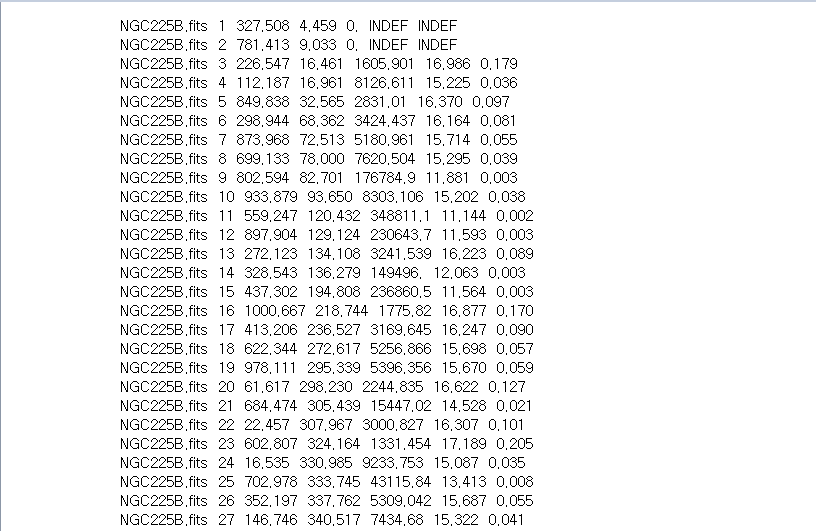 NGC225B.fits 1 327.508 4.459 0. INDEF INDEF
NGC225B.fits 2 781.413 9.033 0. INDEF INDEF
NGC225B.fits 3 226.547 16.461 1605.901 16.986 0.179
NGC225B.fits 4 112.187 16.961 8126.611 15.225 0.036
NGC225B.fits 5 849.838 32.565 2831.01 16.370 0.097
NGC225B.fits 6 298.944 68.362 3424.437 16.164 0.081
NGC225B.fits 7 873.968 72.513 5180.961 15.714 0.055
NGC225B.fits 8 699.133 78.000 7620.504 15.295 0.039
NGC225B.fits 9 802.594 82.701 176784.9 11.881 0.003
NGC225B.fits 10 933.879 93.650 8303.106 15.202 0.038
NGC225B.fits 11 559.247 120.432 348811.1 11.144 0.002
NGC225B.fits 12 897.904 129.124 230643.7 11.593 0.003
NGC225B.fits 13 272.123 134.108 3241.539 16.223 0.089
NGC225B.fits 14 328.543 136.279 149496. 12.063 0.003
NGC225B.fits 15 437.302 194.808 236860.5 11.564 0.003
NGC225B.fits 16 1000.667 218.744 1775.82 16.877 0.170
NGC225B.fits 17 413.206 236.527 3169.645 16.247 0.090
NGC225B.fits 18 622.344 272.617 5256.866 15.698 0.057
NGC225B.fits 19 978.111 295.339 5396.356 15.670 0.059
NGC225B.fits 20 61.617 298.230 2244.835 16.622 0.127
NGC225B.fits 21 684.474 305.439 15447.02 14.528 0.021
NGC225B.fits 22 22.457 307.967 3000.827 16.307 0.101
NGC225B.fits 23 602.807 324.164 1331.454 17.189 0.205
NGC225B.fits 24 16.535 330.985 9233.753 15.087 0.035
NGC225B.fits 25 702.978 333.745 43115.84 13.413 0.008
NGC225B.fits 26 352.197 337.762 5309.042 15.687 0.055
NGC225B.fits 27 146.746 340.517 7434.68 15.322 0.041